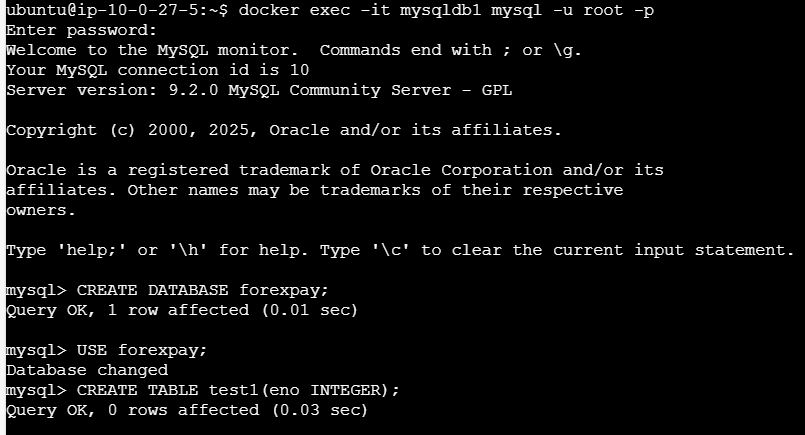 ubuntu@ip-10-0-27-5:~$ docker exec -it mysqldb1 mysql -u root -p
Enter password:
Welcome to the MySQL monitor.  Commands end with ; or \g.
Your MySQL connection id is 10
Server version: 9.2.0 MySQL Community Server - GPL

Copyright (c) 2000, 2025, Oracle and/or its affiliates.

Oracle is a registered trademark of Oracle Corporation and/or its
affiliates. Other names may be trademarks of their respective
owners.

Type 'help;' or '\h' for help. Type '\c' to clear the current input statement.

mysql> CREATE DATABASE forexpay;
Query OK, 1 row affected (0.01 sec)

mysql> USE forexpay;
Database changed
mysql> CREATE TABLE test1(eno INTEGER);
Query OK, 0 rows affected (0.03 sec)